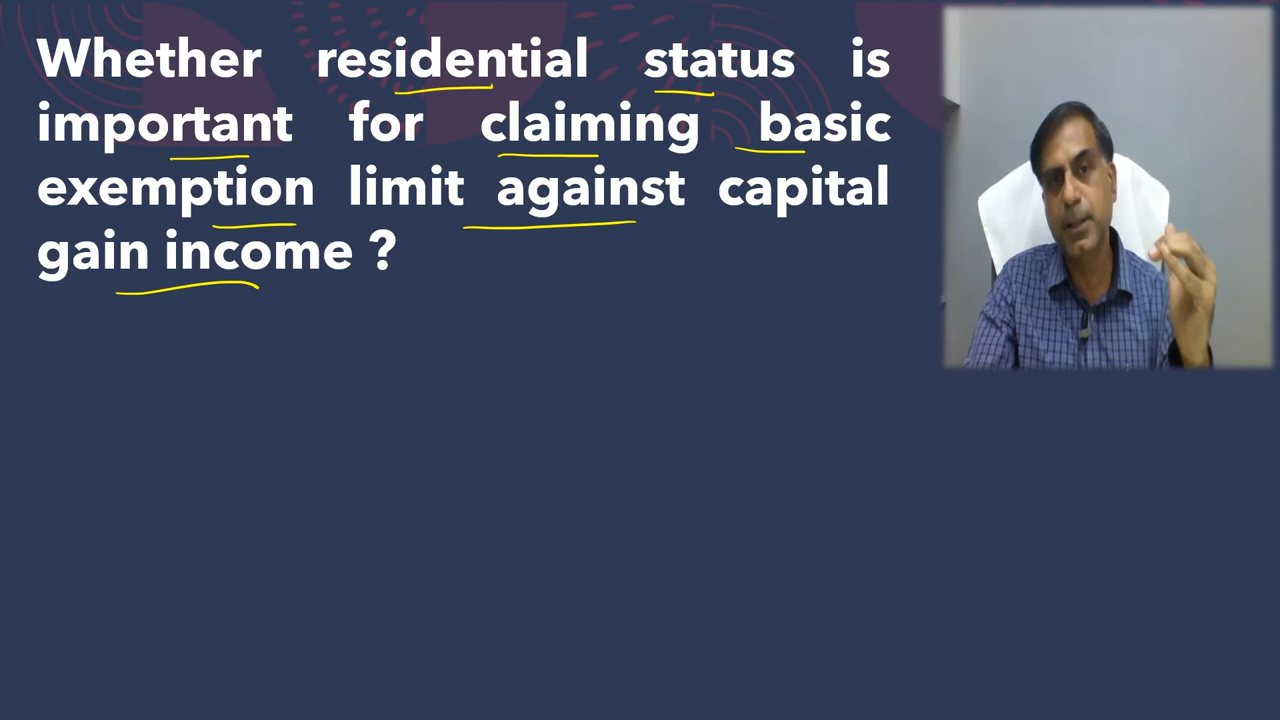 Whether residential status is
important for claiming basic
exemption limit against capital
gain income ?